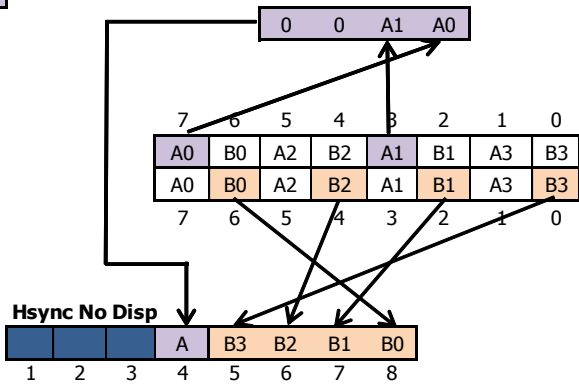 0 0 A1 A0
7 6 5 4 3 2 1 0
A0 B0 A2 B2 A1 B1 A3 B3
A0 B0 A2 B2 A1 B1 A3 B3
7 6 5 4 3 2 1 0
Hsync No Disp
A B3 B2 B1 B0
1 2 3 4 5 6 7 8